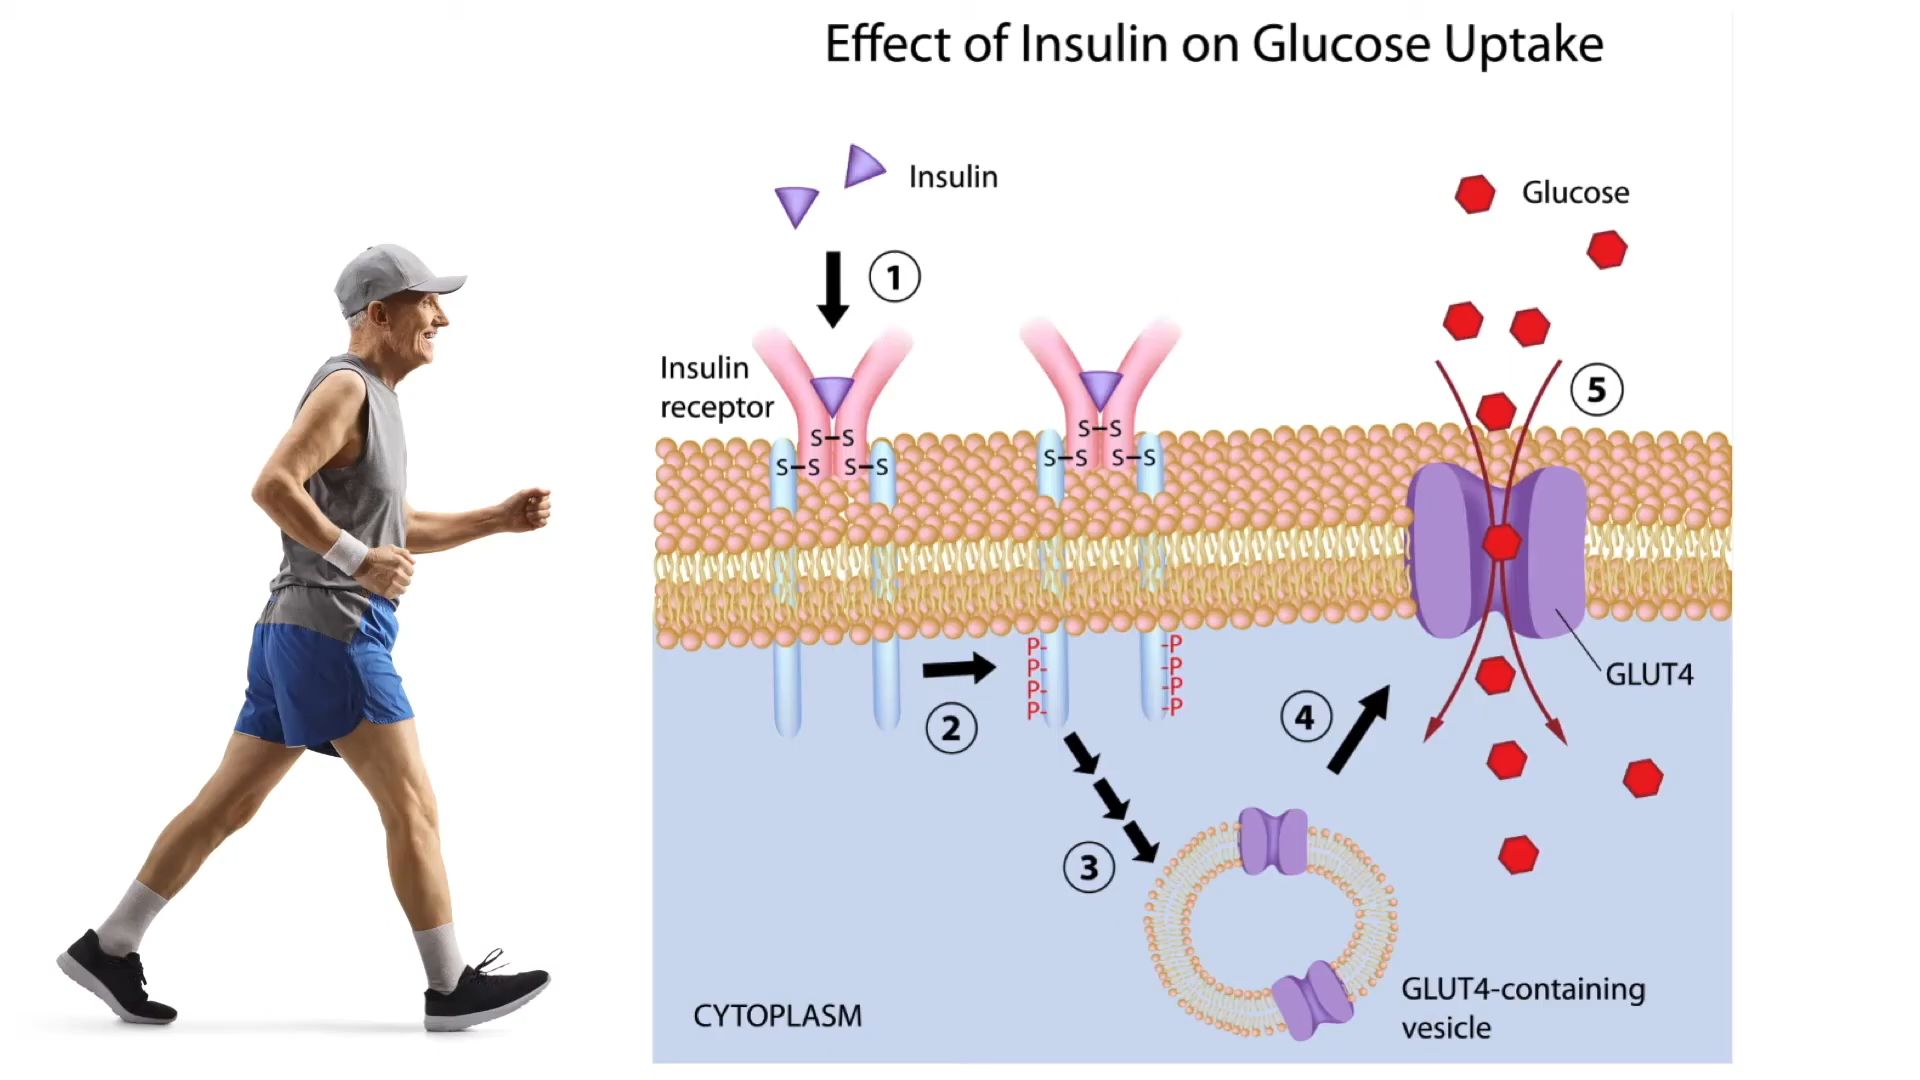 Effect of Insulin on Glucose Uptake
Insulin
Glucose
1
Insulin
receptor
5
S–S
S–S S–S
S–S
S–S S–S
P- -P
P- -P
P- -P
P- -P
GLUT4
2
4
3
GLUT4-containing
vesicle
CYTOPLASM